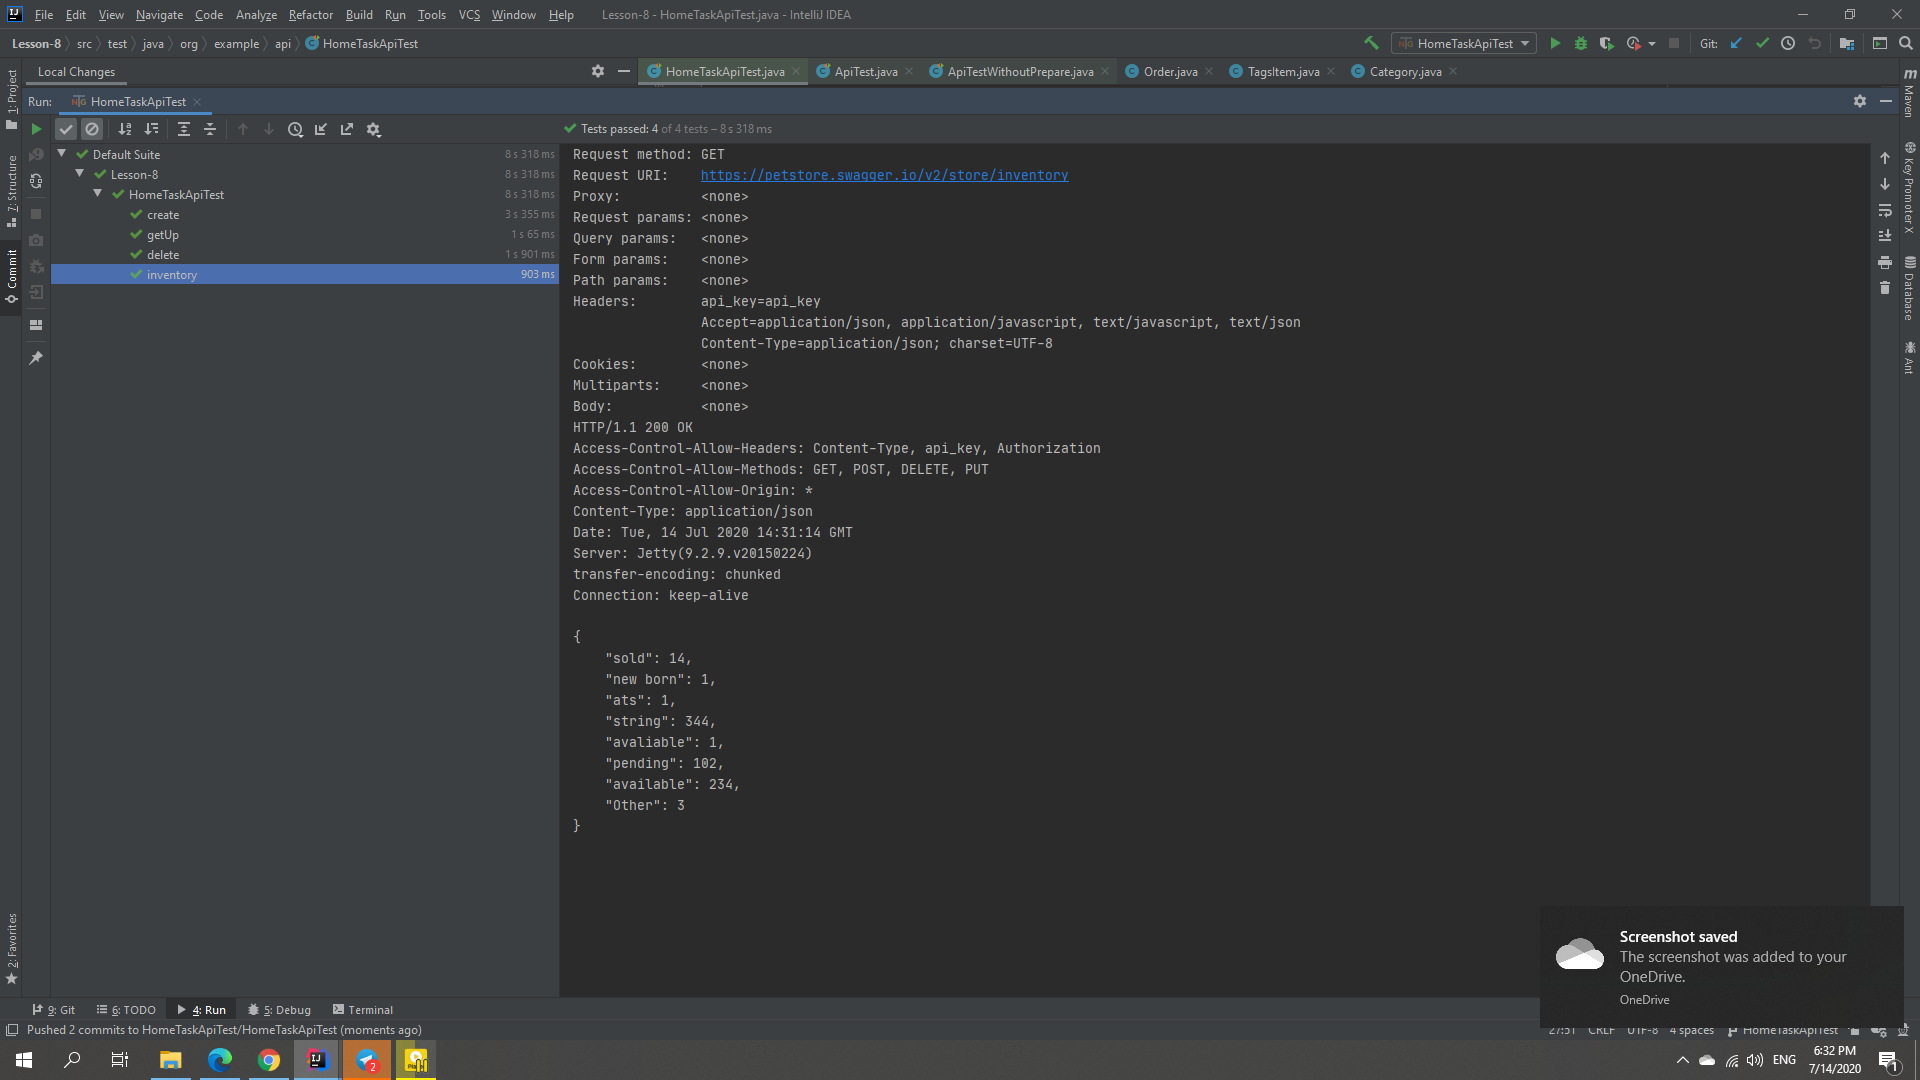 File Edit View Navigate Code Analyze Refactor Build Run Tools VCS Window Help Lesson-8 - HomeTaskApiTest.java - IntelliJ IDEA
Lesson-8 src test java org example api HomeTaskApiTest HomeTaskApiTest Git:
Local Changes HomeTaskApiTest.java ApiTest.java ApiTestWithoutPrepare.java Order.java TagsItem.java Category.java
Run: HomeTaskApiTest
Tests passed: 4 of 4 tests – 8 s 318 ms
Default Suite 8 s 318 ms
Lesson-8 8 s 318 ms
HomeTaskApiTest 8 s 318 ms
create 3 s 355 ms
getUp 1 s 65 ms
delete 1 s 901 ms
inventory 903 ms
Request method: GET
Request URI: https://petstore.swagger.io/v2/store/inventory
Proxy: <none>
Request params: <none>
Query params: <none>
Form params: <none>
Path params: <none>
Headers: api_key=api_key
Accept=application/json, application/javascript, text/javascript, text/json
Content-Type=application/json; charset=UTF-8
Cookies: <none>
Multiparts: <none>
Body: <none>
HTTP/1.1 200 OK
Access-Control-Allow-Headers: Content-Type, api_key, Authorization
Access-Control-Allow-Methods: GET, POST, DELETE, PUT
Access-Control-Allow-Origin: *
Content-Type: application/json
Date: Tue, 14 Jul 2020 14:31:14 GMT
Server: Jetty(9.2.9.v20150224)
transfer-encoding: chunked
Connection: keep-alive
{
"sold": 14,
"new born": 1,
"ats": 1,
"string": 344,
"avaliable": 1,
"pending": 102,
"available": 234,
"Other": 3
}
1: Project
7: Structure
Commit
2: Favorites
Maven
Key Promoter X
Database
Ant
Screenshot saved
The screenshot was added to your
OneDrive.
OneDrive
9: Git 6: TODO 4: Run 5: Debug Terminal
Pushed 2 commits to HomeTaskApiTest/HomeTaskApiTest (moments ago) 27:51 CRLF UTF-8 4 spaces HomeTaskApiTest
2
ENG
6:32 PM
7/14/2020
1